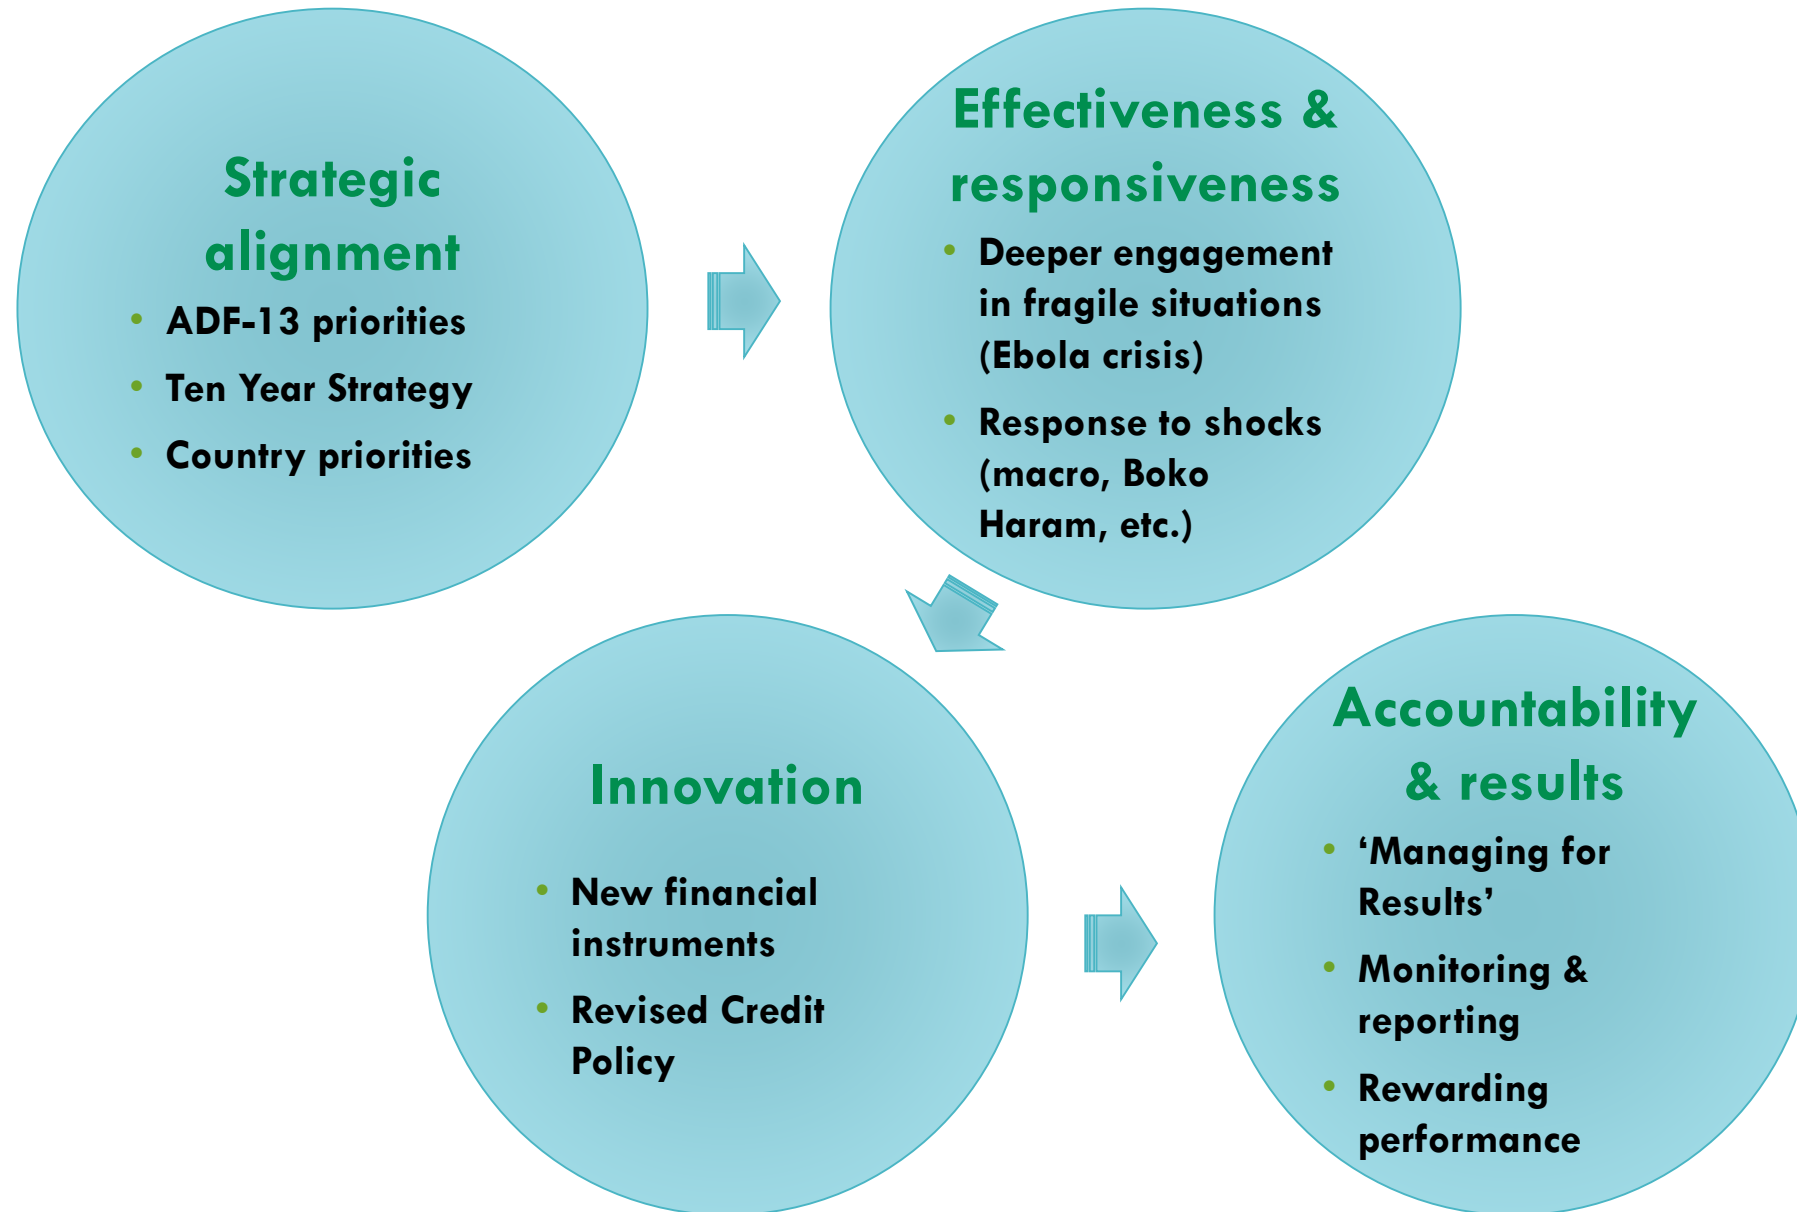 Strategic
alignment
• ADF-13 priorities
• Ten Year Strategy
• Country priorities
Effectiveness &
responsiveness
• Deeper engagement
in fragile situations
(Ebola crisis)
• Response to shocks
(macro, Boko
Haram, etc.)
Innovation
• New financial
instruments
• Revised Credit
Policy
Accountability
& results
• ‘Managing for
Results’
• Monitoring &
reporting
• Rewarding
performance